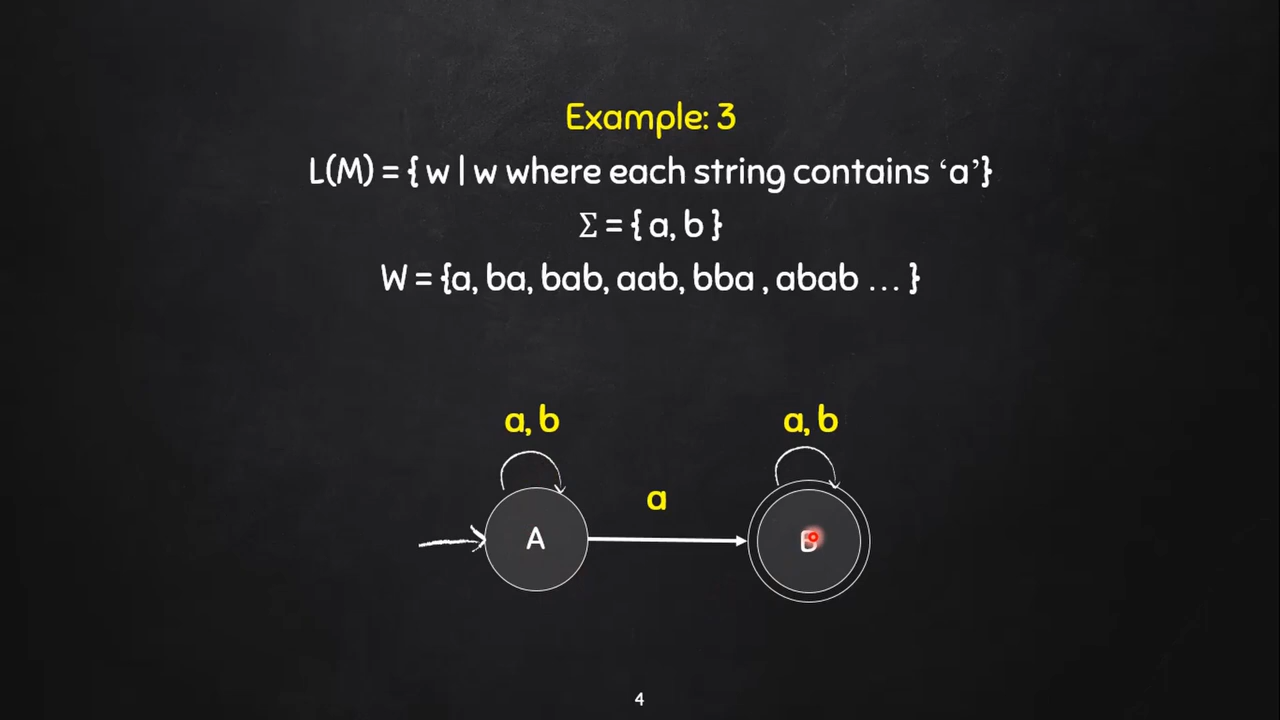 Example: 3
L(M) = { w | w where each string contains ‘a’}
Σ = { a, b }
W = {a, ba, bab, aab, bba , abab … }
a, b
a, b
a
A
B
4